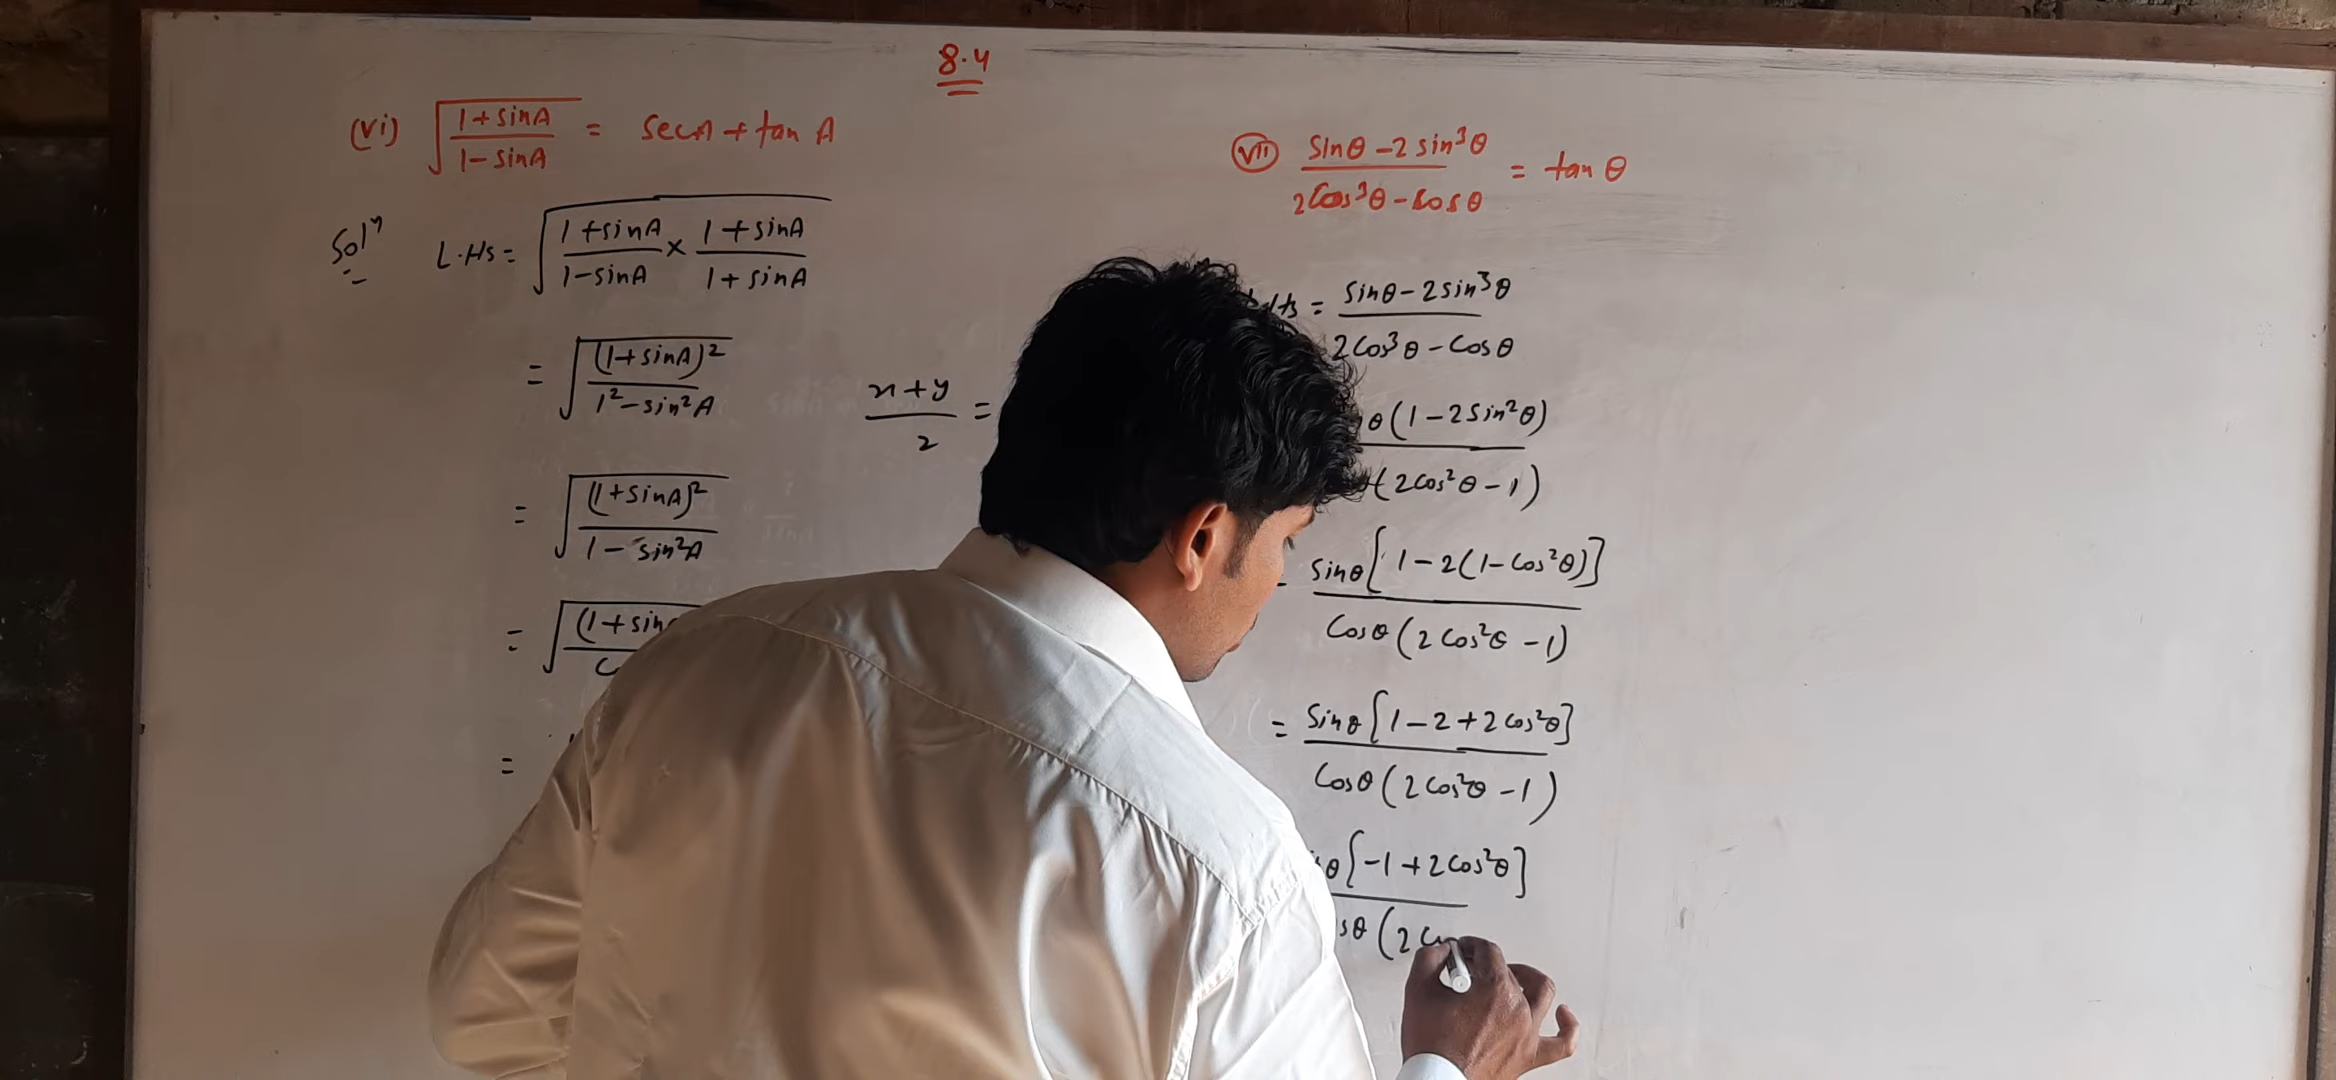 8.4
(vi) √(1+sinA / 1-sinA) = secA + tan A
Solⁿ L.Hs = √(1+sinA / 1-sinA × 1+sinA / 1+sinA)
= √((1+sinA)² / 1²-sin²A)
= √((1+sinA)² / 1-sin²A)
= √((1+sin
=
x+y / 2 =
(vii) sinθ-2sin³θ / 2Cos³θ-Cosθ = tan θ
Hs = sinθ-2sin³θ / 2Cos³θ-Cosθ
θ(1-2sin²θ) / (2cos²θ-1)
= sinθ[1-2(1-Cos²θ)] / Cosθ(2Cos²θ-1)
= Sinθ[1-2+2cos²θ] / Cosθ(2Cos²θ-1)
θ[-1+2Cos²θ] / sθ(2